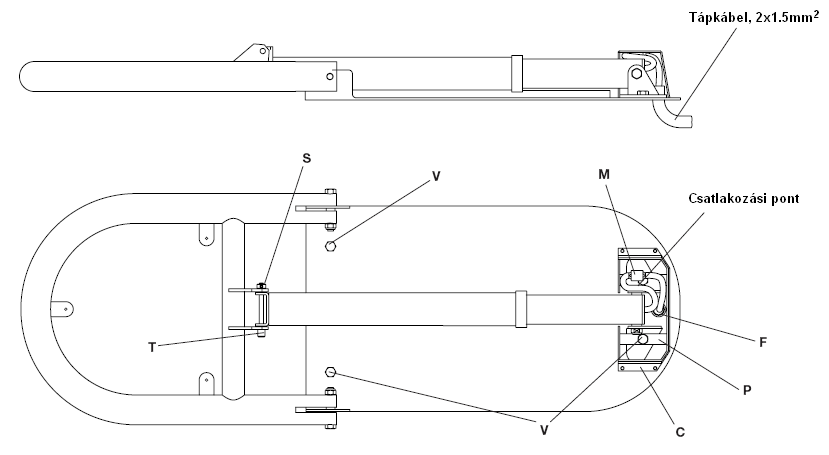 Tápkábel, 2x1.5mm²
S
V
M
Csatlakozási pont
T
F
P
V
C